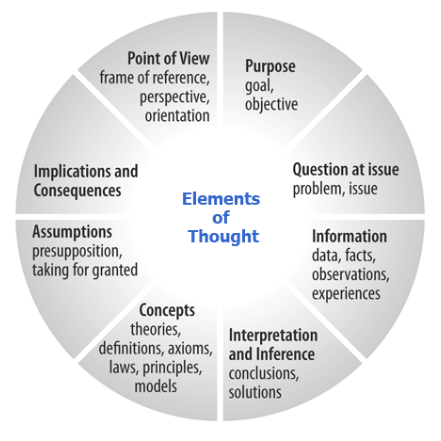 Point of View
frame of reference,
perspective,
orientation
Purpose
goal,
objective
Question at issue
problem, issue
Information
data, facts,
observations,
experiences
Interpretation
and Inference
conclusions,
solutions
Concepts
theories,
definitions, axioms,
laws, principles,
models
Assumptions
presupposition,
taking for granted
Implications and
Consequences
Elements
of
Thought